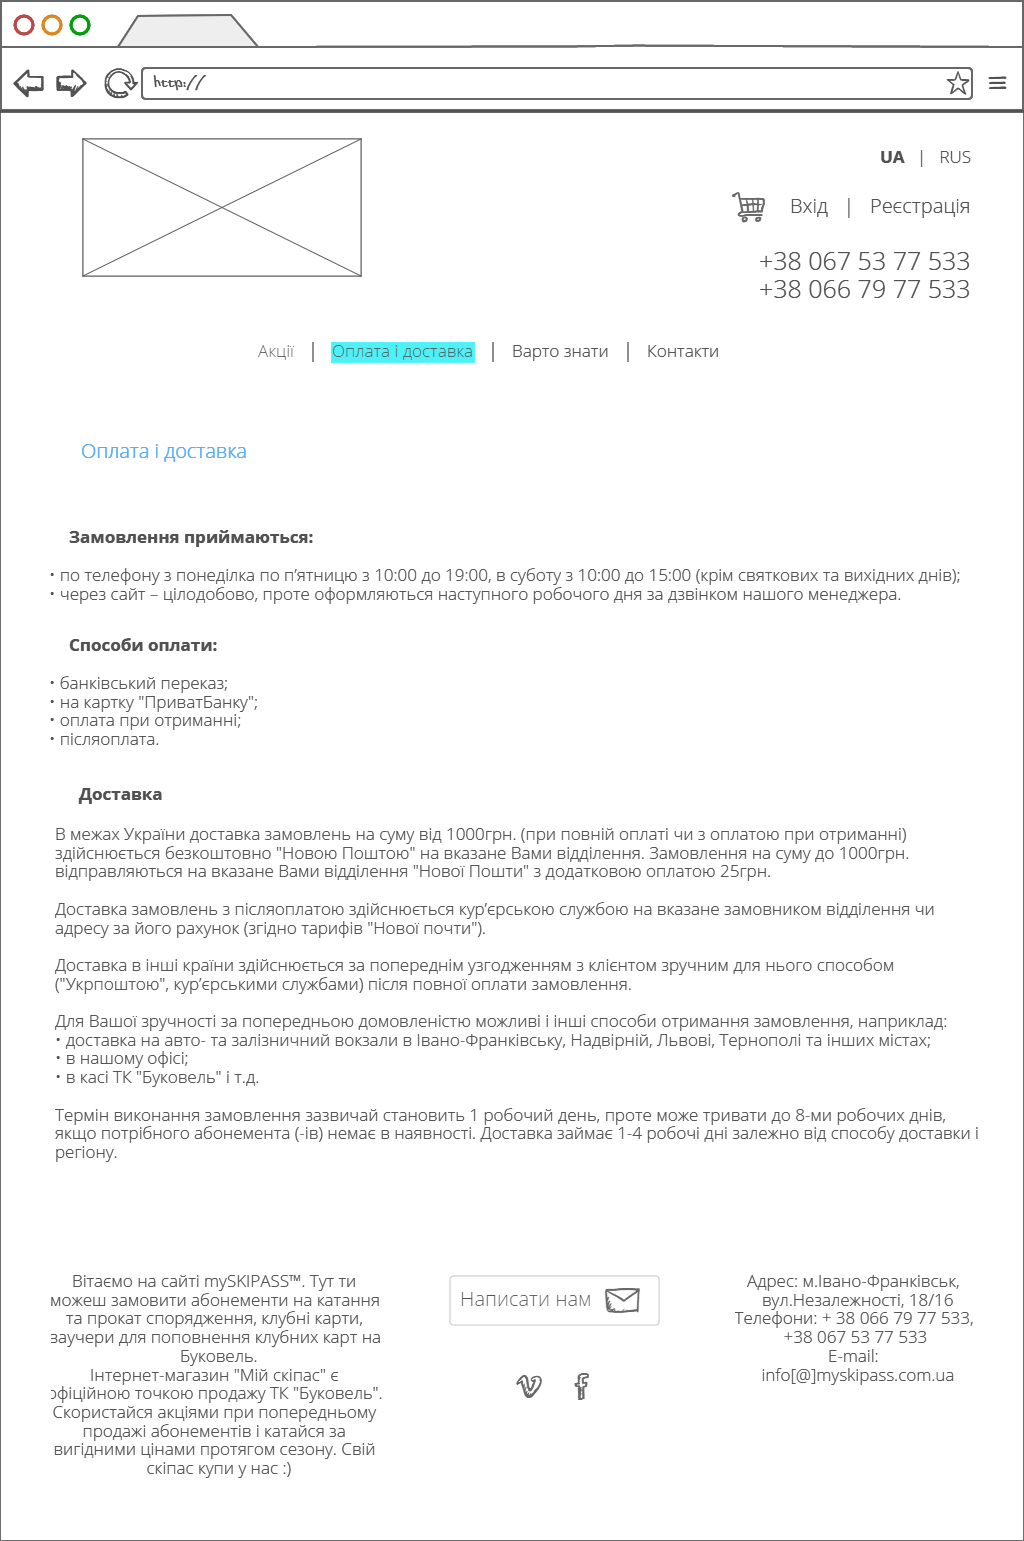 http://
UA | RUS
Вхід | Реєстрація
+38 067 53 77 533
+38 066 79 77 533
Акції | Оплата і доставка | Варто знати | Контакти
Оплата і доставка
Замовлення приймаються:
• по телефону з понеділка по п’ятницю з 10:00 до 19:00, в суботу з 10:00 до 15:00 (крім святкових та вихідних днів);
• через сайт – цілодобово, проте оформляються наступного робочого дня за дзвінком нашого менеджера.
Способи оплати:
• банківський переказ;
• на картку "ПриватБанку";
• оплата при отриманні;
• післяоплата.
Доставка
В межах України доставка замовлень на суму від 1000грн. (при повній оплаті чи з оплатою при отриманні)
здійснюється безкоштовно "Новою Поштою" на вказане Вами відділення. Замовлення на суму до 1000грн.
відправляються на вказане Вами відділення "Нової Пошти" з додатковою оплатою 25грн.
Доставка замовлень з післяоплатою здійснюється кур’єрською службою на вказане замовником відділення чи
адресу за його рахунок (згідно тарифів "Нової почти").
Доставка в інші країни здійснюється за попереднім узгодженням з клієнтом зручним для нього способом
("Укрпоштою", кур’єрськими службами) після повної оплати замовлення.
Для Вашої зручності за попередньою домовленістю можливі і інші способи отримання замовлення, наприклад:
• доставка на авто- та залізничний вокзали в Івано-Франківську, Надвірній, Львові, Тернополі та інших містах;
• в нашому офісі;
• в касі ТК "Буковель" і т.д.
Термін виконання замовлення зазвичай становить 1 робочий день, проте може тривати до 8-ми робочих днів,
якщо потрібного абонемента (-ів) немає в наявності. Доставка займає 1-4 робочі дні залежно від способу доставки і
регіону.
Вітаємо на сайті mySKIPASS™. Тут ти
можеш замовити абонементи на катання
та прокат спорядження, клубні карти,
ваучери для поповнення клубних карт на
Буковель.
Інтернет-магазин "Мій скіпас" є
офіційною точкою продажу ТК "Буковель".
Скористайся акціями при попередньому
продажі абонементів і катайся за
вигідними цінами протягом сезону. Свій
скіпас купи у нас :)
Написати нам
Адрес: м.Івано-Франківськ,
вул.Незалежності, 18/16
Телефони: + 38 066 79 77 533,
+38 067 53 77 533
E-mail:
info[@]myskipass.com.ua